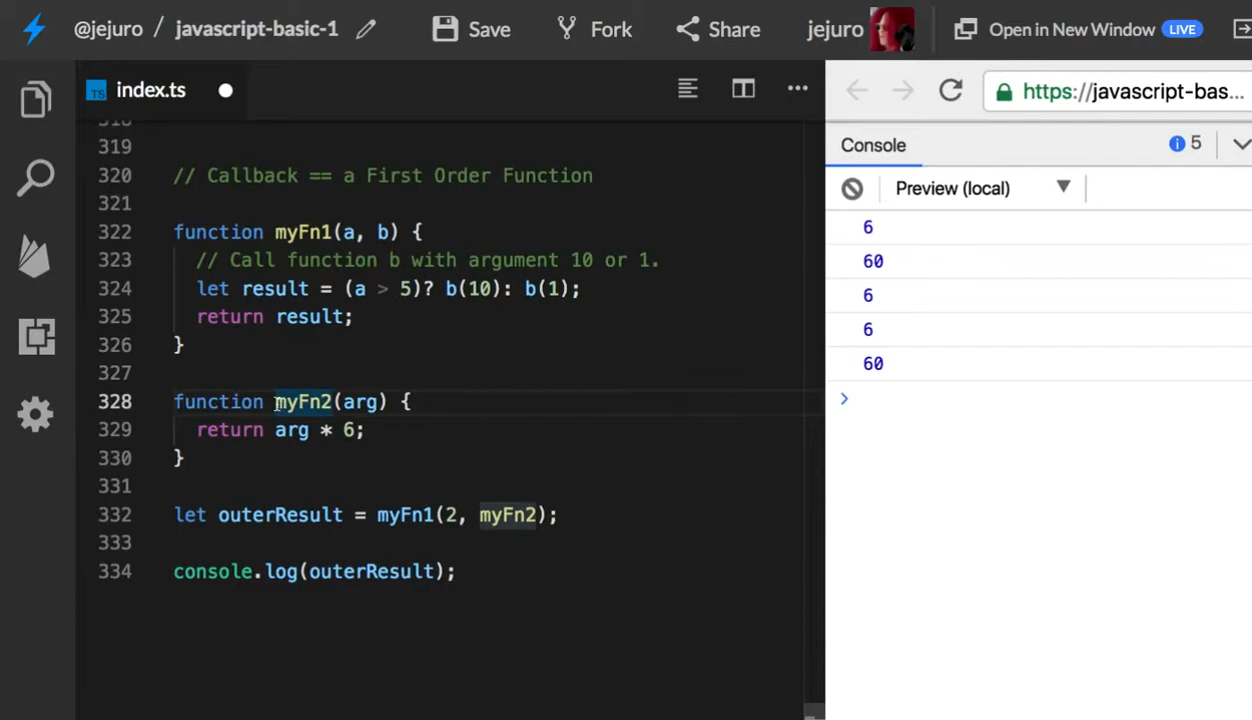 @jejuro / javascript-basic-1 Save Fork Share jejuro Open in New Window LIVE
TS index.ts https://javascript-bas...
Console 5
Preview (local)
319
320 // Callback == a First Order Function
321
322 function myFn1(a, b) {
323 // Call function b with argument 10 or 1.
324 let result = (a > 5)? b(10): b(1);
325 return result;
326 }
327
328 function myFn2(arg) {
329 return arg * 6;
330 }
331
332 let outerResult = myFn1(2, myFn2);
333
334 console.log(outerResult);
6
60
6
6
60
>